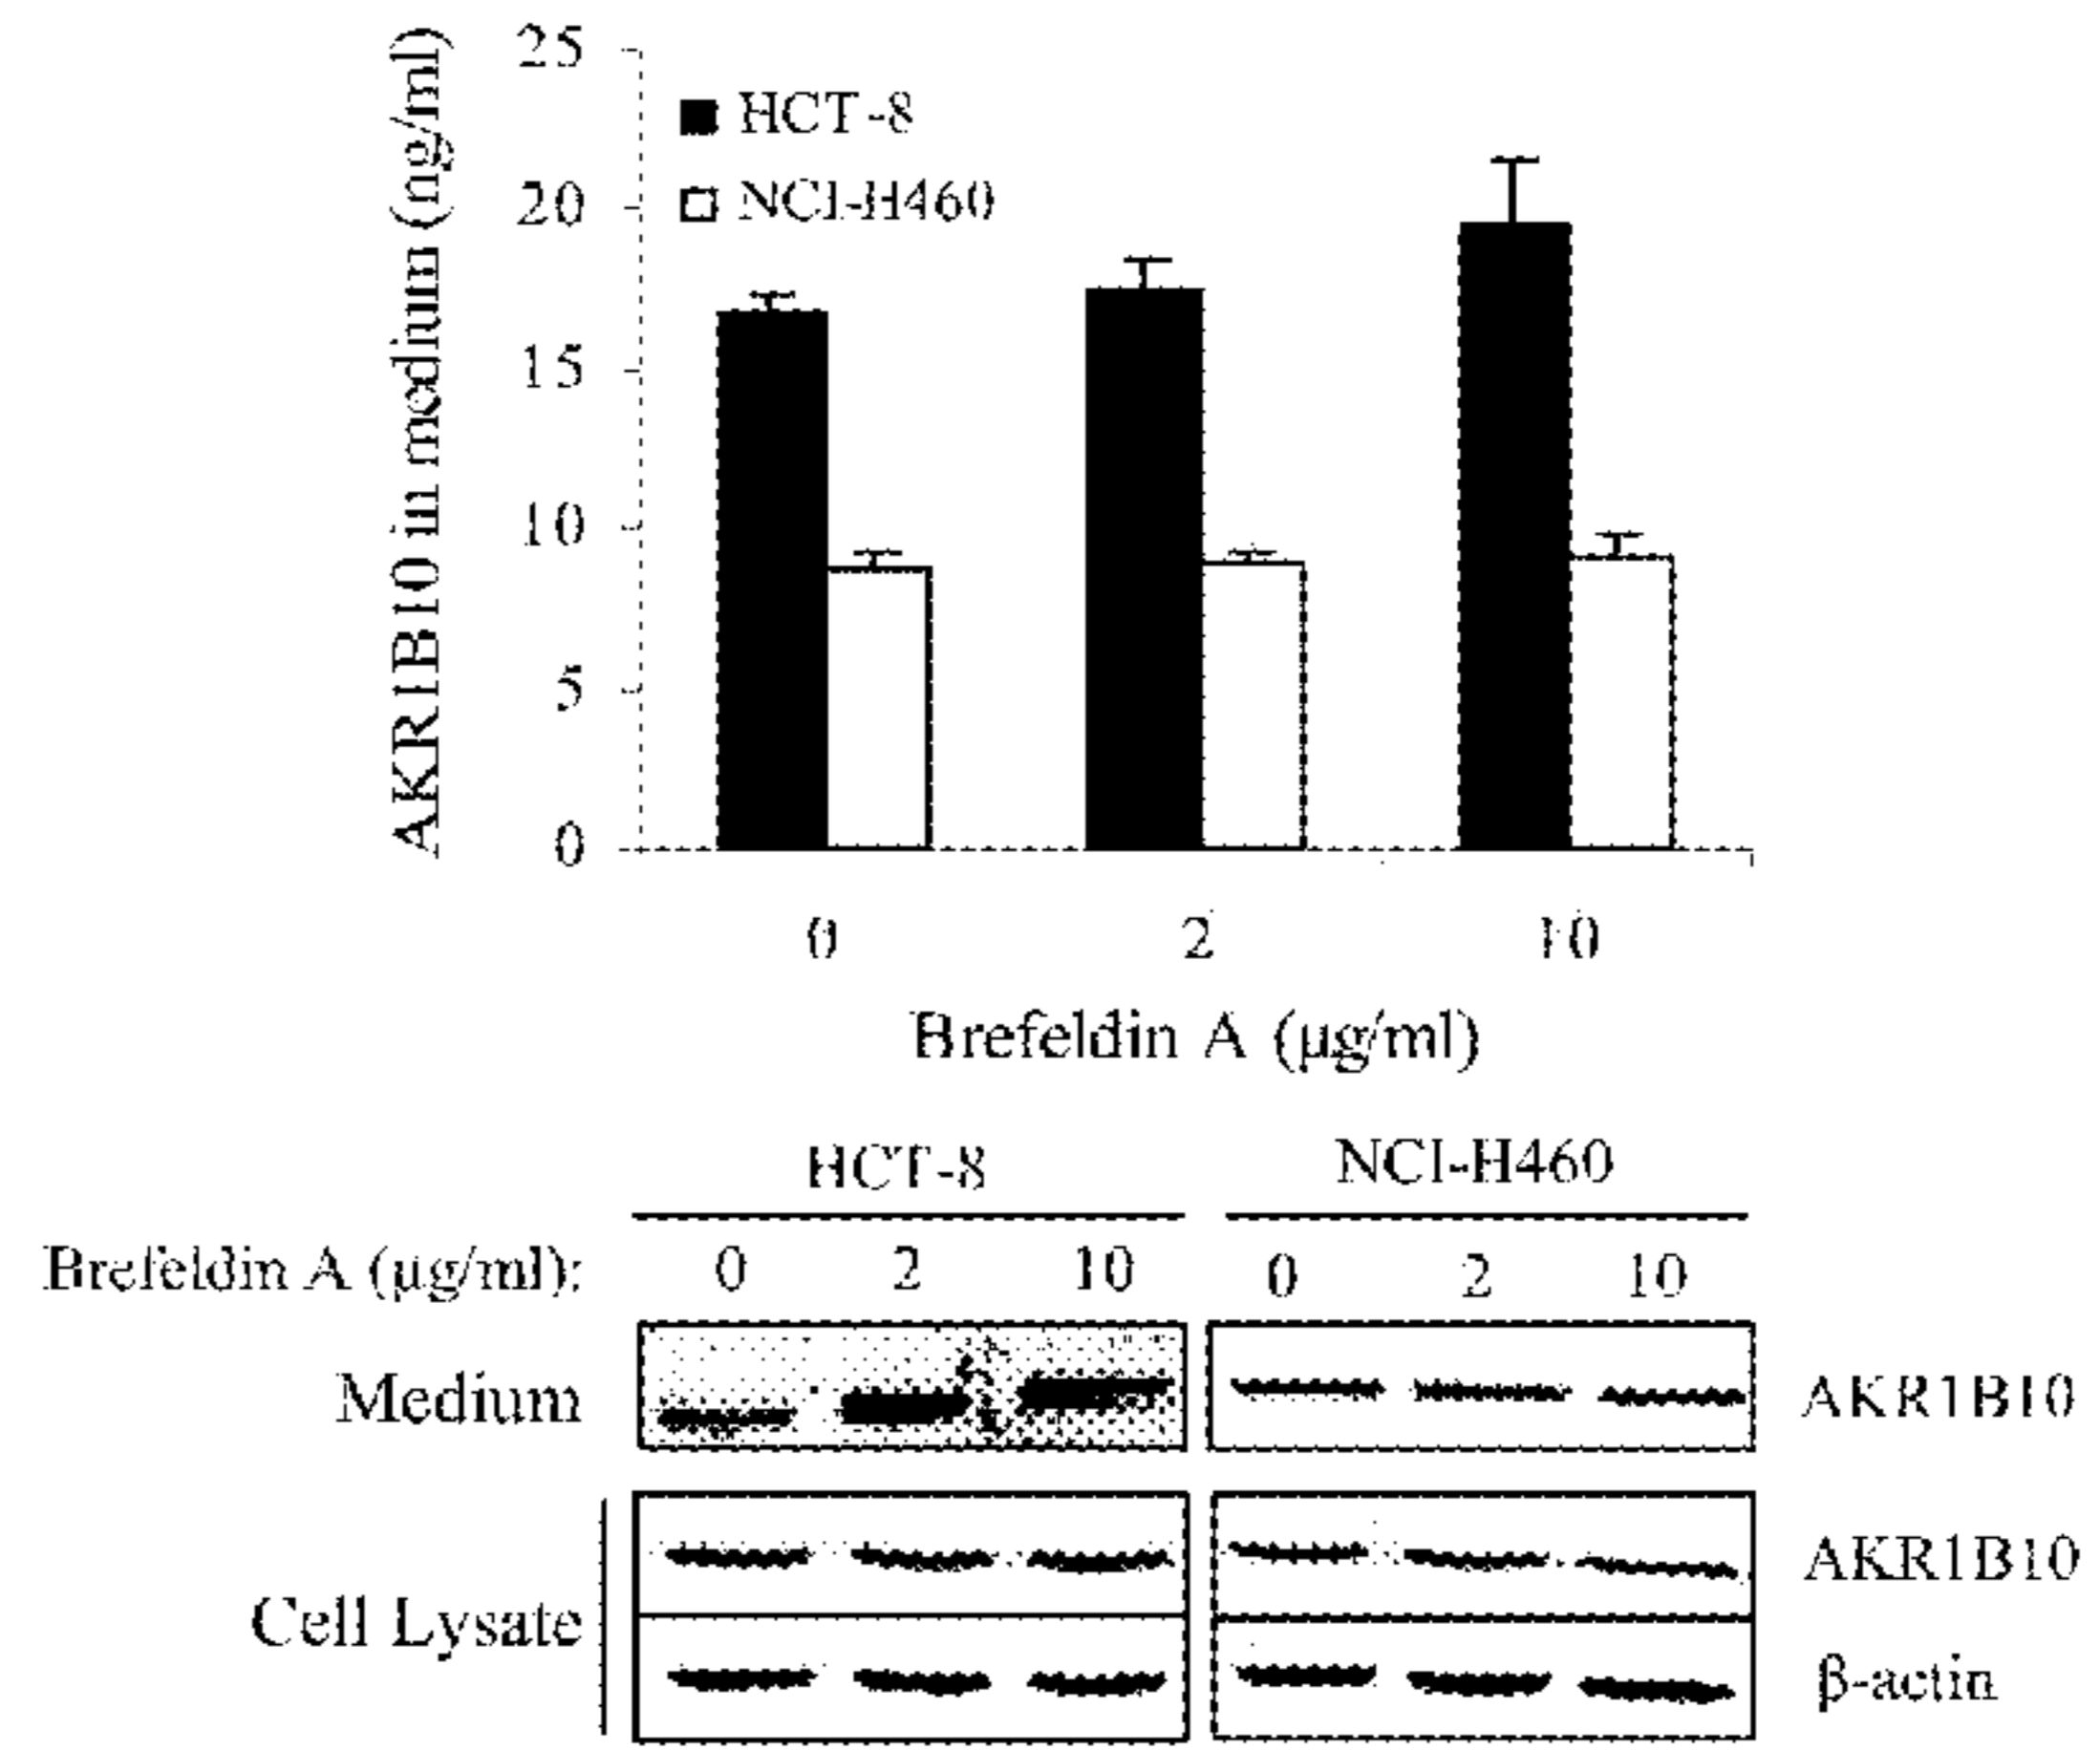 AKR1B10 in medium (ng/ml)
25
20
15
10
5
0
HCT-8
NCI-H460
0 2 10
Brefeldin A (μg/ml)
HCT-8 NCI-H460
Brefeldin A (μg/ml): 0 2 10 0 2 10
Medium AKR1B10
AKR1B10
Cell Lysate
β-actin